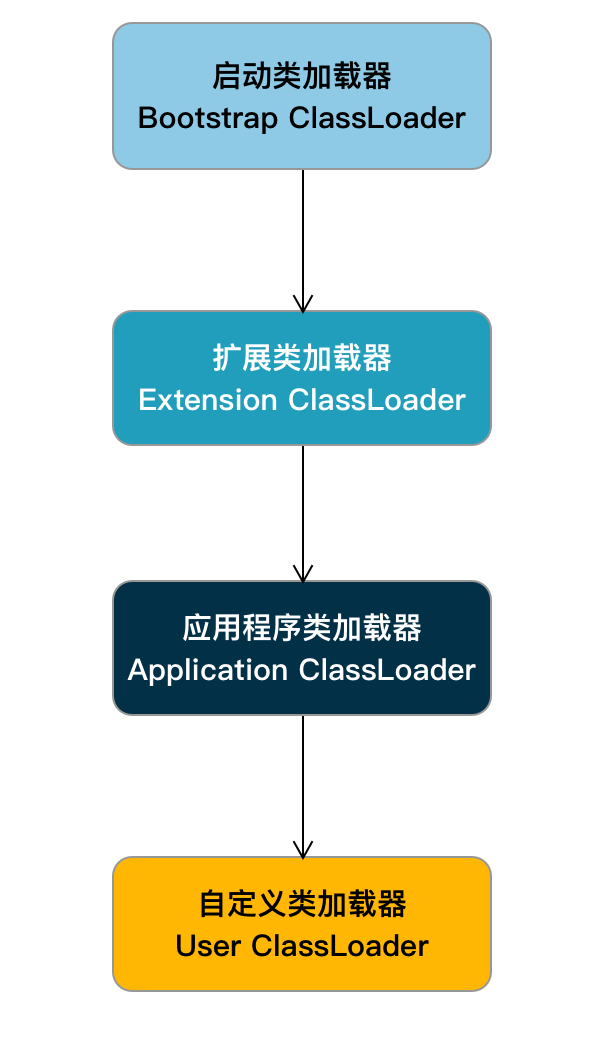 启动类加载器
Bootstrap ClassLoader
扩展类加载器
Extension ClassLoader
应用程序类加载器
Application ClassLoader
自定义类加载器
User ClassLoader